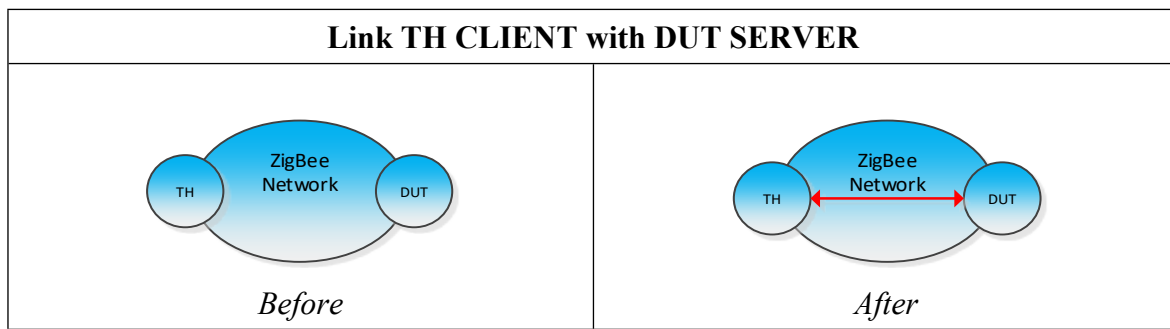 Link TH CLIENT with DUT SERVER
ZigBee
Network
TH
DUT
Before
ZigBee
Network
TH
DUT
After